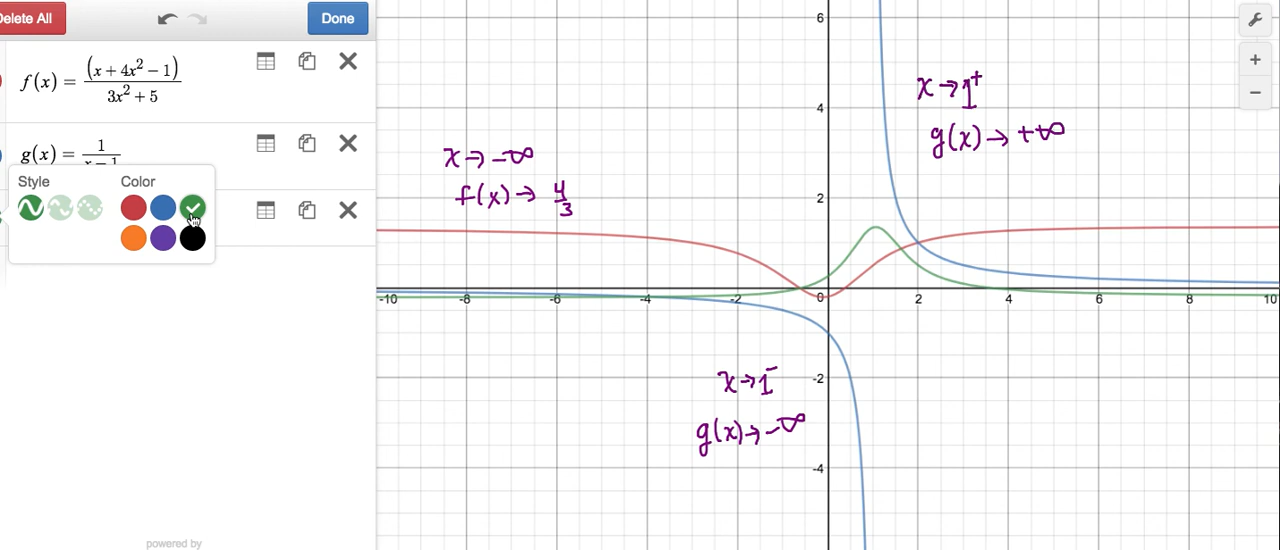 Delete All
Done
f(x) = (x + 4x² − 1) / 3x² + 5
g(x) = 1 / x − 1
Style
Color
x → −∞
f(x) → 4/3
x → 1⁺
g(x) → +∞
x → 1⁻
g(x) → −∞
6
4
2
-10 -8 -6 -4 -2 0 2 4 6 8 10
-2
-4
+
−
powered by